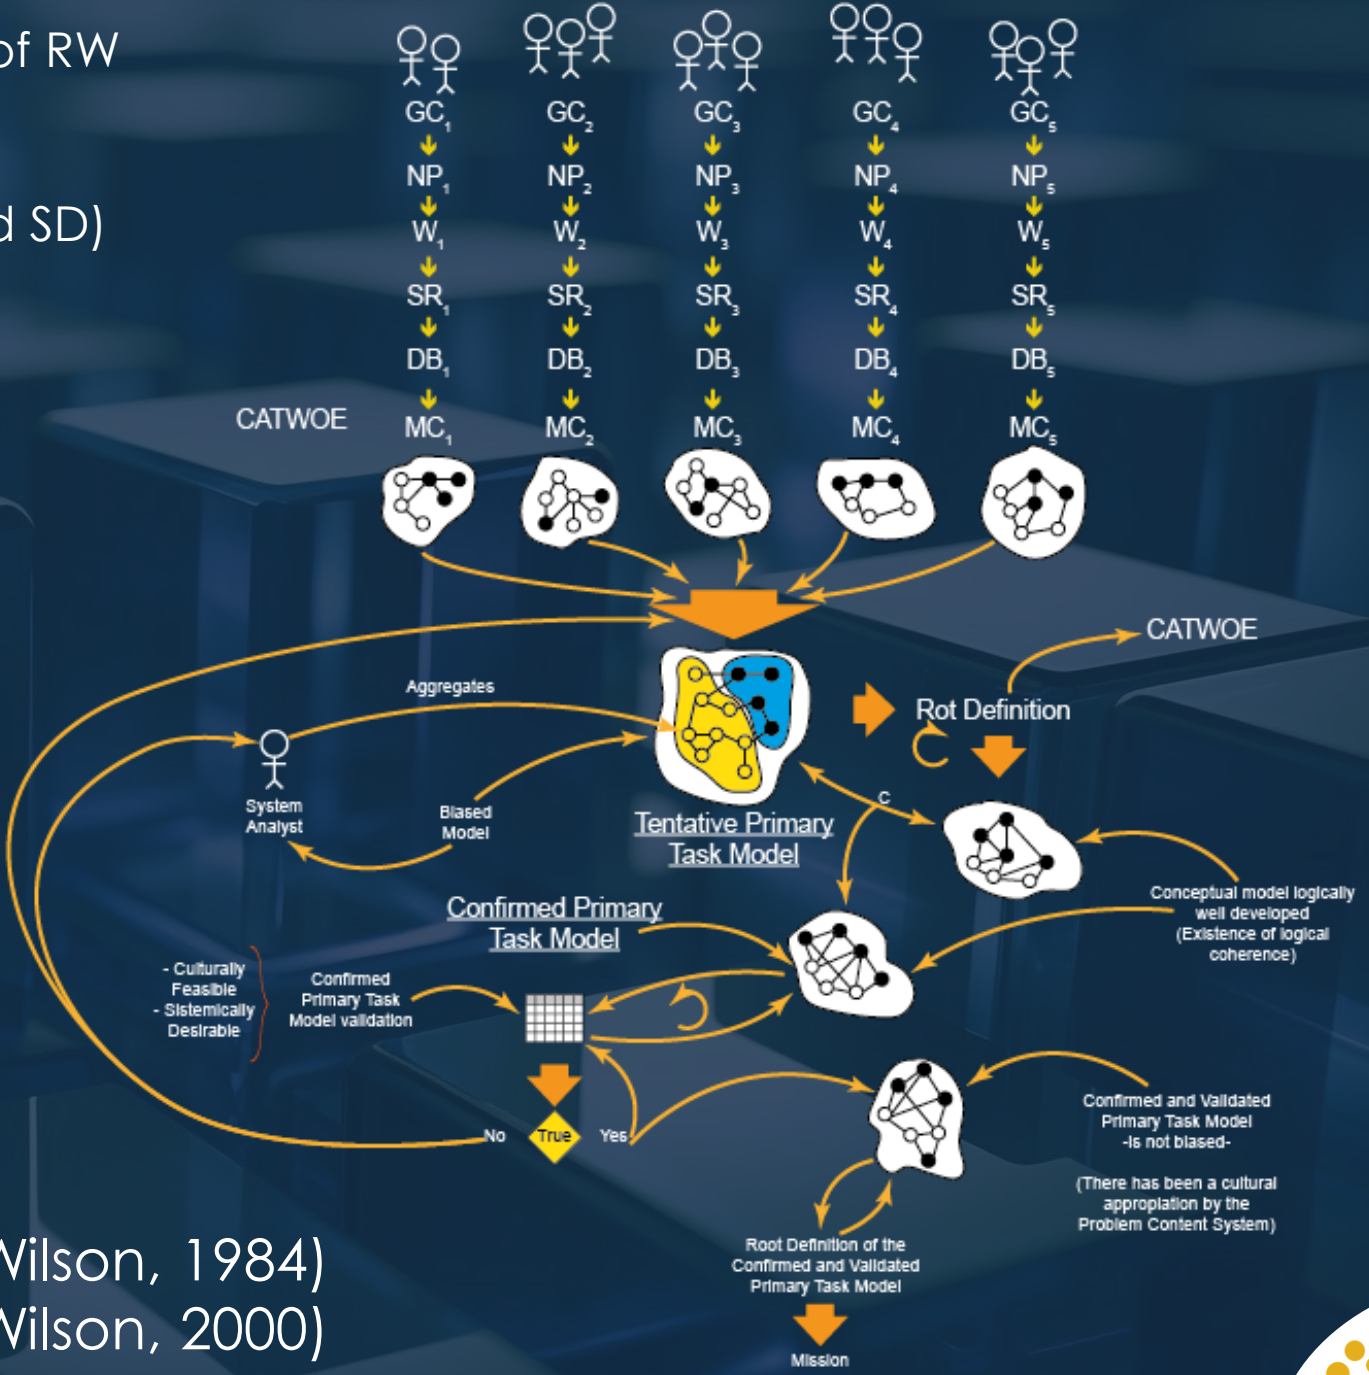 of RW
d SD)
GC1 GC2 GC3 GC4 GC5
NP1 NP2 NP3 NP4 NP5
W1 W2 W3 W4 W5
SR1 SR2 SR3 SR4 SR5
DB1 DB2 DB3 DB4 DB5
CATWOE MC1 MC2 MC3 MC4 MC5
CATWOE
Aggregates
Rot Definition
System
Analyst
Biased
Model
Tentative Primary
Task Model
C
Conceptual model logically
well developed
(Existence of logical
coherence)
Confirmed Primary
Task Model
- Culturally
Feasible
- Sistemically
Desirable
Confirmed
Primary Task
Model validation
No
True
Yes
Confirmed and Validated
Primary Task Model
-is not biased-
(There has been a cultural
appropiation by the
Problem Content System)
Root Definition of the
Confirmed and Validated
Primary Task Model
Mission
Wilson, 1984)
Wilson, 2000)